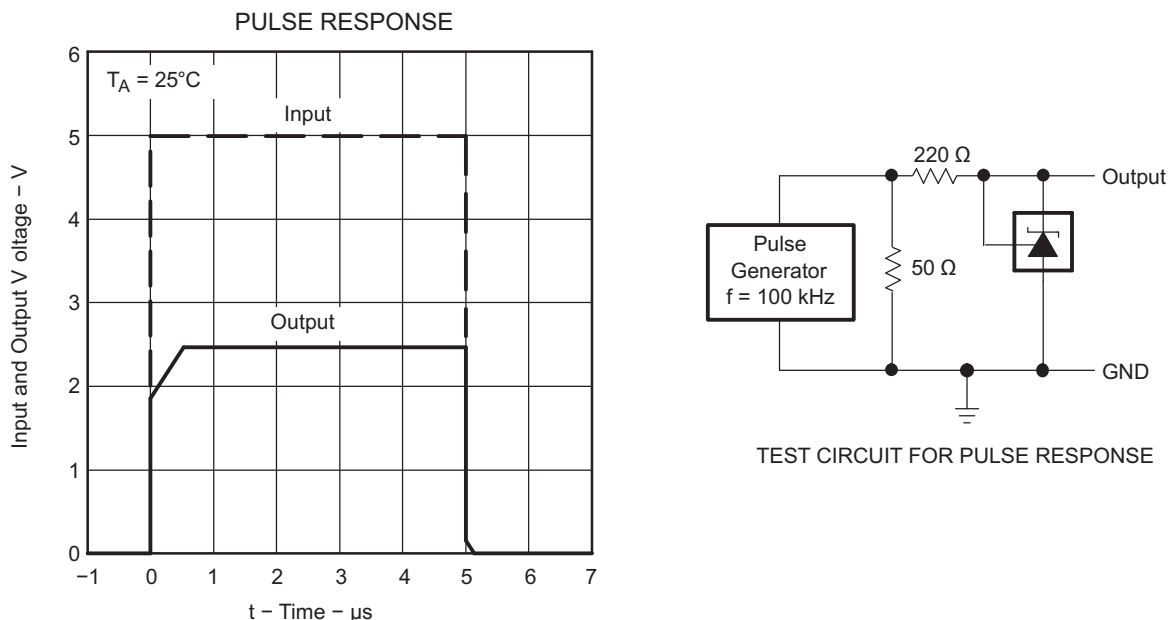 PULSE RESPONSE
6
5
4
3
2
1
0
Input and Output V oltage − V
T_A = 25°C
Input
Output
−1 0 1 2 3 4 5 6 7
t − Time − μs
220 Ω
Output
Pulse
Generator
f = 100 kHz
50 Ω
GND
TEST CIRCUIT FOR PULSE RESPONSE